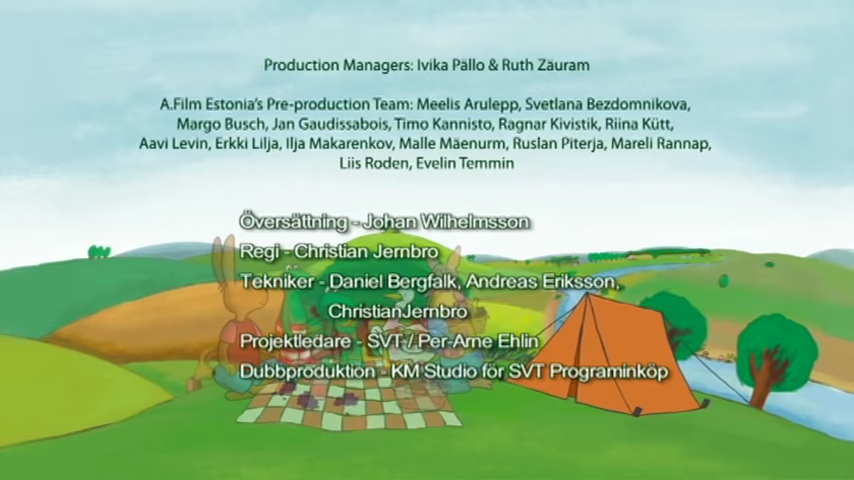 Production Managers: Ivika Pällo & Ruth Zäuram
A.Film Estonia's Pre-production Team: Meelis Arulepp, Svetlana Bezdomnikova,
Margo Busch, Jan Gaudissabois, Timo Kannisto, Ragnar Kivistik, Riina Kütt,
Aavi Levin, Erkki Lilja, Ilja Makarenkov, Malle Mäenurm, Ruslan Piterja, Mareli Rannap,
Liis Roden, Evelin Temmin
Översättning - Johan Wilhelmsson
Regi - Christian Jernbro
Tekniker - Daniel Bergfalk, Andreas Eriksson,
ChristianJernbro
Projektledare - SVT / Per-Arne Ehlin
Dubbproduktion - KM Studio för SVT Programinköp